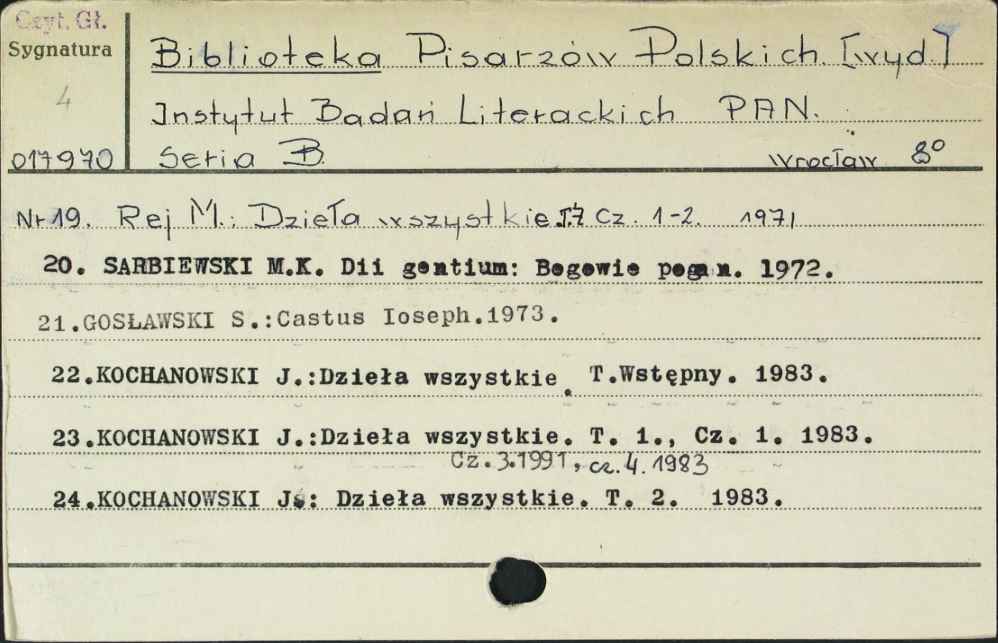 Czyt. Gł.
Sygnatura
4
017970
Biblioteka Pisarzów Polskich. [wyd.]
Instytut Badań Literackich PAN.
Seria B. Wrocław 8°
Nr 19. Rej M.: Dzieła wszystkie T.7 Cz. 1-2. 1971
20. SARBIEWSKI M.K. Dii gentium: Bogowie pogan. 1972.
21.GOSŁAWSKI S.:Castus Ioseph.1973.
22.KOCHANOWSKI J.:Dzieła wszystkie. T.Wstępny. 1983.
23.KOCHANOWSKI J.:Dzieła wszystkie. T. 1., Cz. 1. 1983.
Cz.3.1991, cz.4.1983
24.KOCHANOWSKI J.: Dzieła wszystkie. T. 2. 1983.